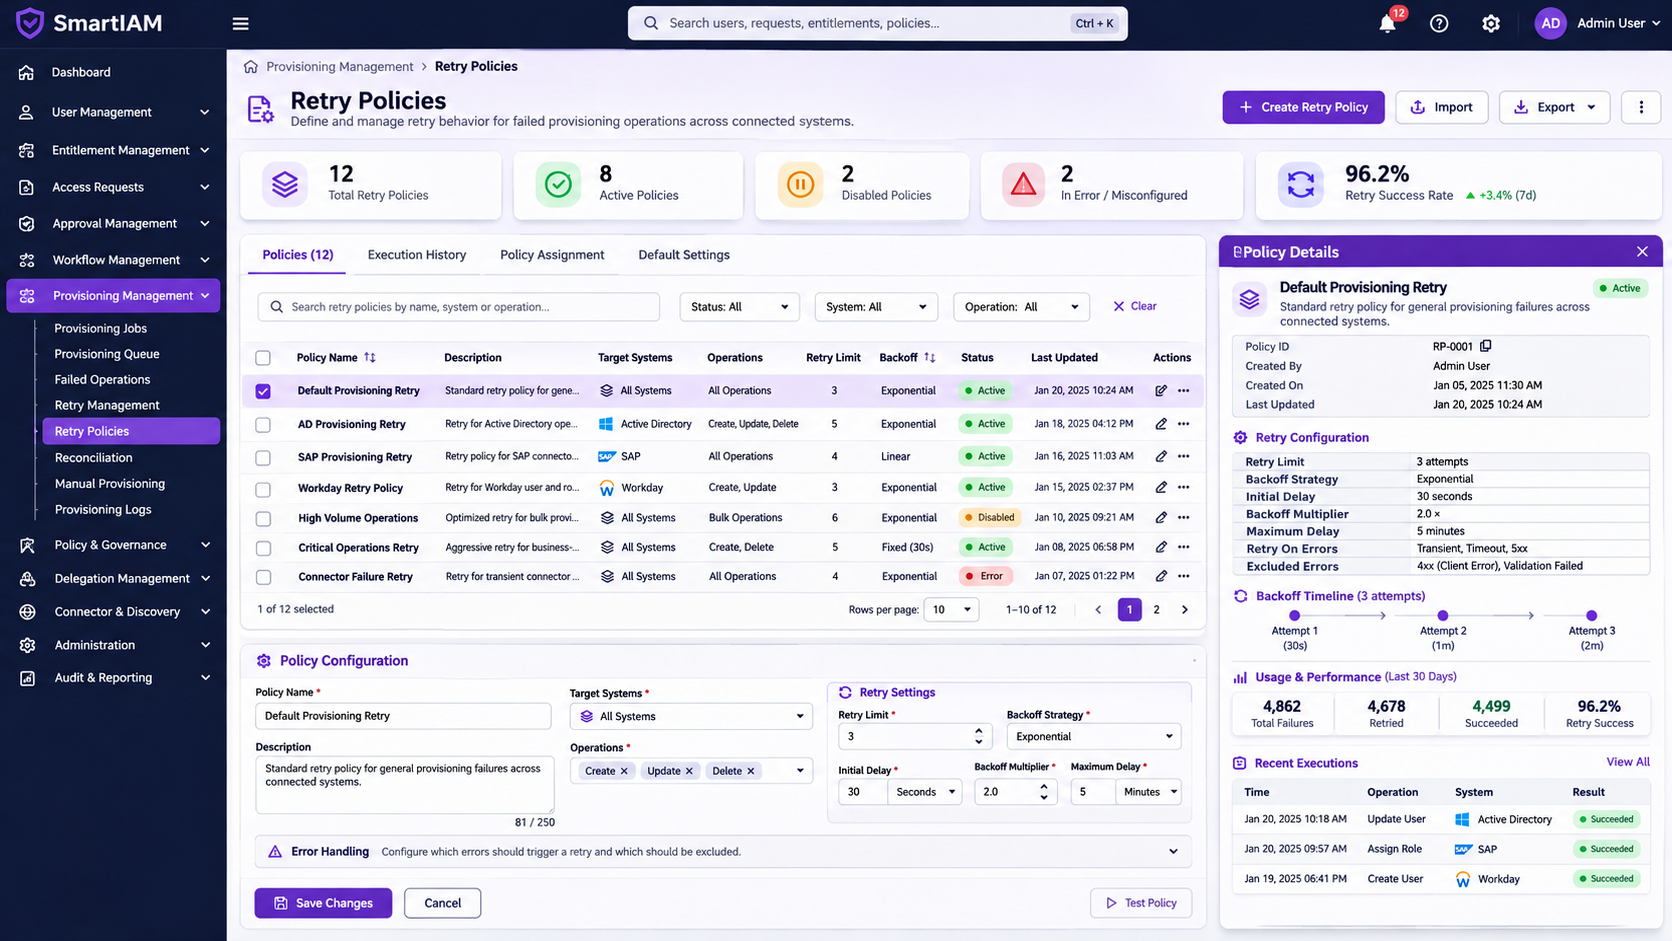 SmartIAM
Search users, requests, entitlements, policies...
Ctrl + K
12
AD
Admin User
Dashboard
User Management
Entitlement Management
Access Requests
Approval Management
Workflow Management
Provisioning Management
Provisioning Jobs
Provisioning Queue
Failed Operations
Retry Management
Retry Policies
Reconciliation
Manual Provisioning
Provisioning Logs
Policy & Governance
Delegation Management
Connector & Discovery
Administration
Audit & Reporting
Provisioning Management > Retry Policies
Retry Policies
Define and manage retry behavior for failed provisioning operations across connected systems.
+ Create Retry Policy
Import
Export
12
Total Retry Policies
8
Active Policies
2
Disabled Policies
2
In Error / Misconfigured
96.2%
Retry Success Rate ▲ +3.4% (7d)
Policies (12) Execution History Policy Assignment Default Settings
Search retry policies by name, system or operation...
Status: All
System: All
Operation: All
Clear
Policy Name Description Target Systems Operations Retry Limit Backoff Status Last Updated Actions
Default Provisioning Retry Standard retry policy for gene... All Systems All Operations 3 Exponential Active Jan 20, 2025 10:24 AM
AD Provisioning Retry Retry for Active Directory ope... Active Directory Create, Update, Delete 5 Exponential Active Jan 18, 2025 04:12 PM
SAP Provisioning Retry Retry policy for SAP connecto... SAP SAP All Operations 4 Linear Active Jan 16, 2025 11:03 AM
Workday Retry Policy Retry for Workday user and ro... Workday Create, Update 3 Exponential Active Jan 15, 2025 02:37 PM
High Volume Operations Optimized retry for bulk provi... All Systems Bulk Operations 6 Exponential Disabled Jan 10, 2025 09:21 AM
Critical Operations Retry Aggressive retry for business-... All Systems Create, Delete 5 Fixed (30s) Active Jan 08, 2025 06:58 PM
Connector Failure Retry Retry for transient connector ... All Systems All Operations 4 Exponential Error Jan 07, 2025 01:22 PM
1 of 12 selected
Rows per page: 10
1–10 of 12
1 2
Policy Configuration
Policy Name *
Default Provisioning Retry
Description
Standard retry policy for general provisioning failures across
connected systems.
81 / 250
Target Systems *
All Systems
Operations *
Create × Update × Delete ×
Retry Settings
Retry Limit *
3
Backoff Strategy *
Exponential
Initial Delay *
30 Seconds
Backoff Multiplier *
2.0
Maximum Delay *
5 Minutes
Error Handling Configure which errors should trigger a retry and which should be excluded.
Save Changes
Cancel
Test Policy
Policy Details
Default Provisioning Retry
Active
Standard retry policy for general provisioning failures across
connected systems.
Policy ID RP-0001
Created By Admin User
Created On Jan 05, 2025 11:30 AM
Last Updated Jan 20, 2025 10:24 AM
Retry Configuration
Retry Limit 3 attempts
Backoff Strategy Exponential
Initial Delay 30 seconds
Backoff Multiplier 2.0 ×
Maximum Delay 5 minutes
Retry On Errors Transient, Timeout, 5xx
Excluded Errors 4xx (Client Error), Validation Failed
Backoff Timeline (3 attempts)
Attempt 1 Attempt 2 Attempt 3
(30s) (1m) (2m)
Usage & Performance (Last 30 Days)
4,862 4,678 4,499 96.2%
Total Failures Retried Succeeded Retry Success
Recent Executions
View All
Time Operation System Result
Jan 20, 2025 10:18 AM Update User Active Directory Succeeded
Jan 20, 2025 09:57 AM Assign Role SAP SAP Succeeded
Jan 19, 2025 06:41 PM Create User Workday Succeeded